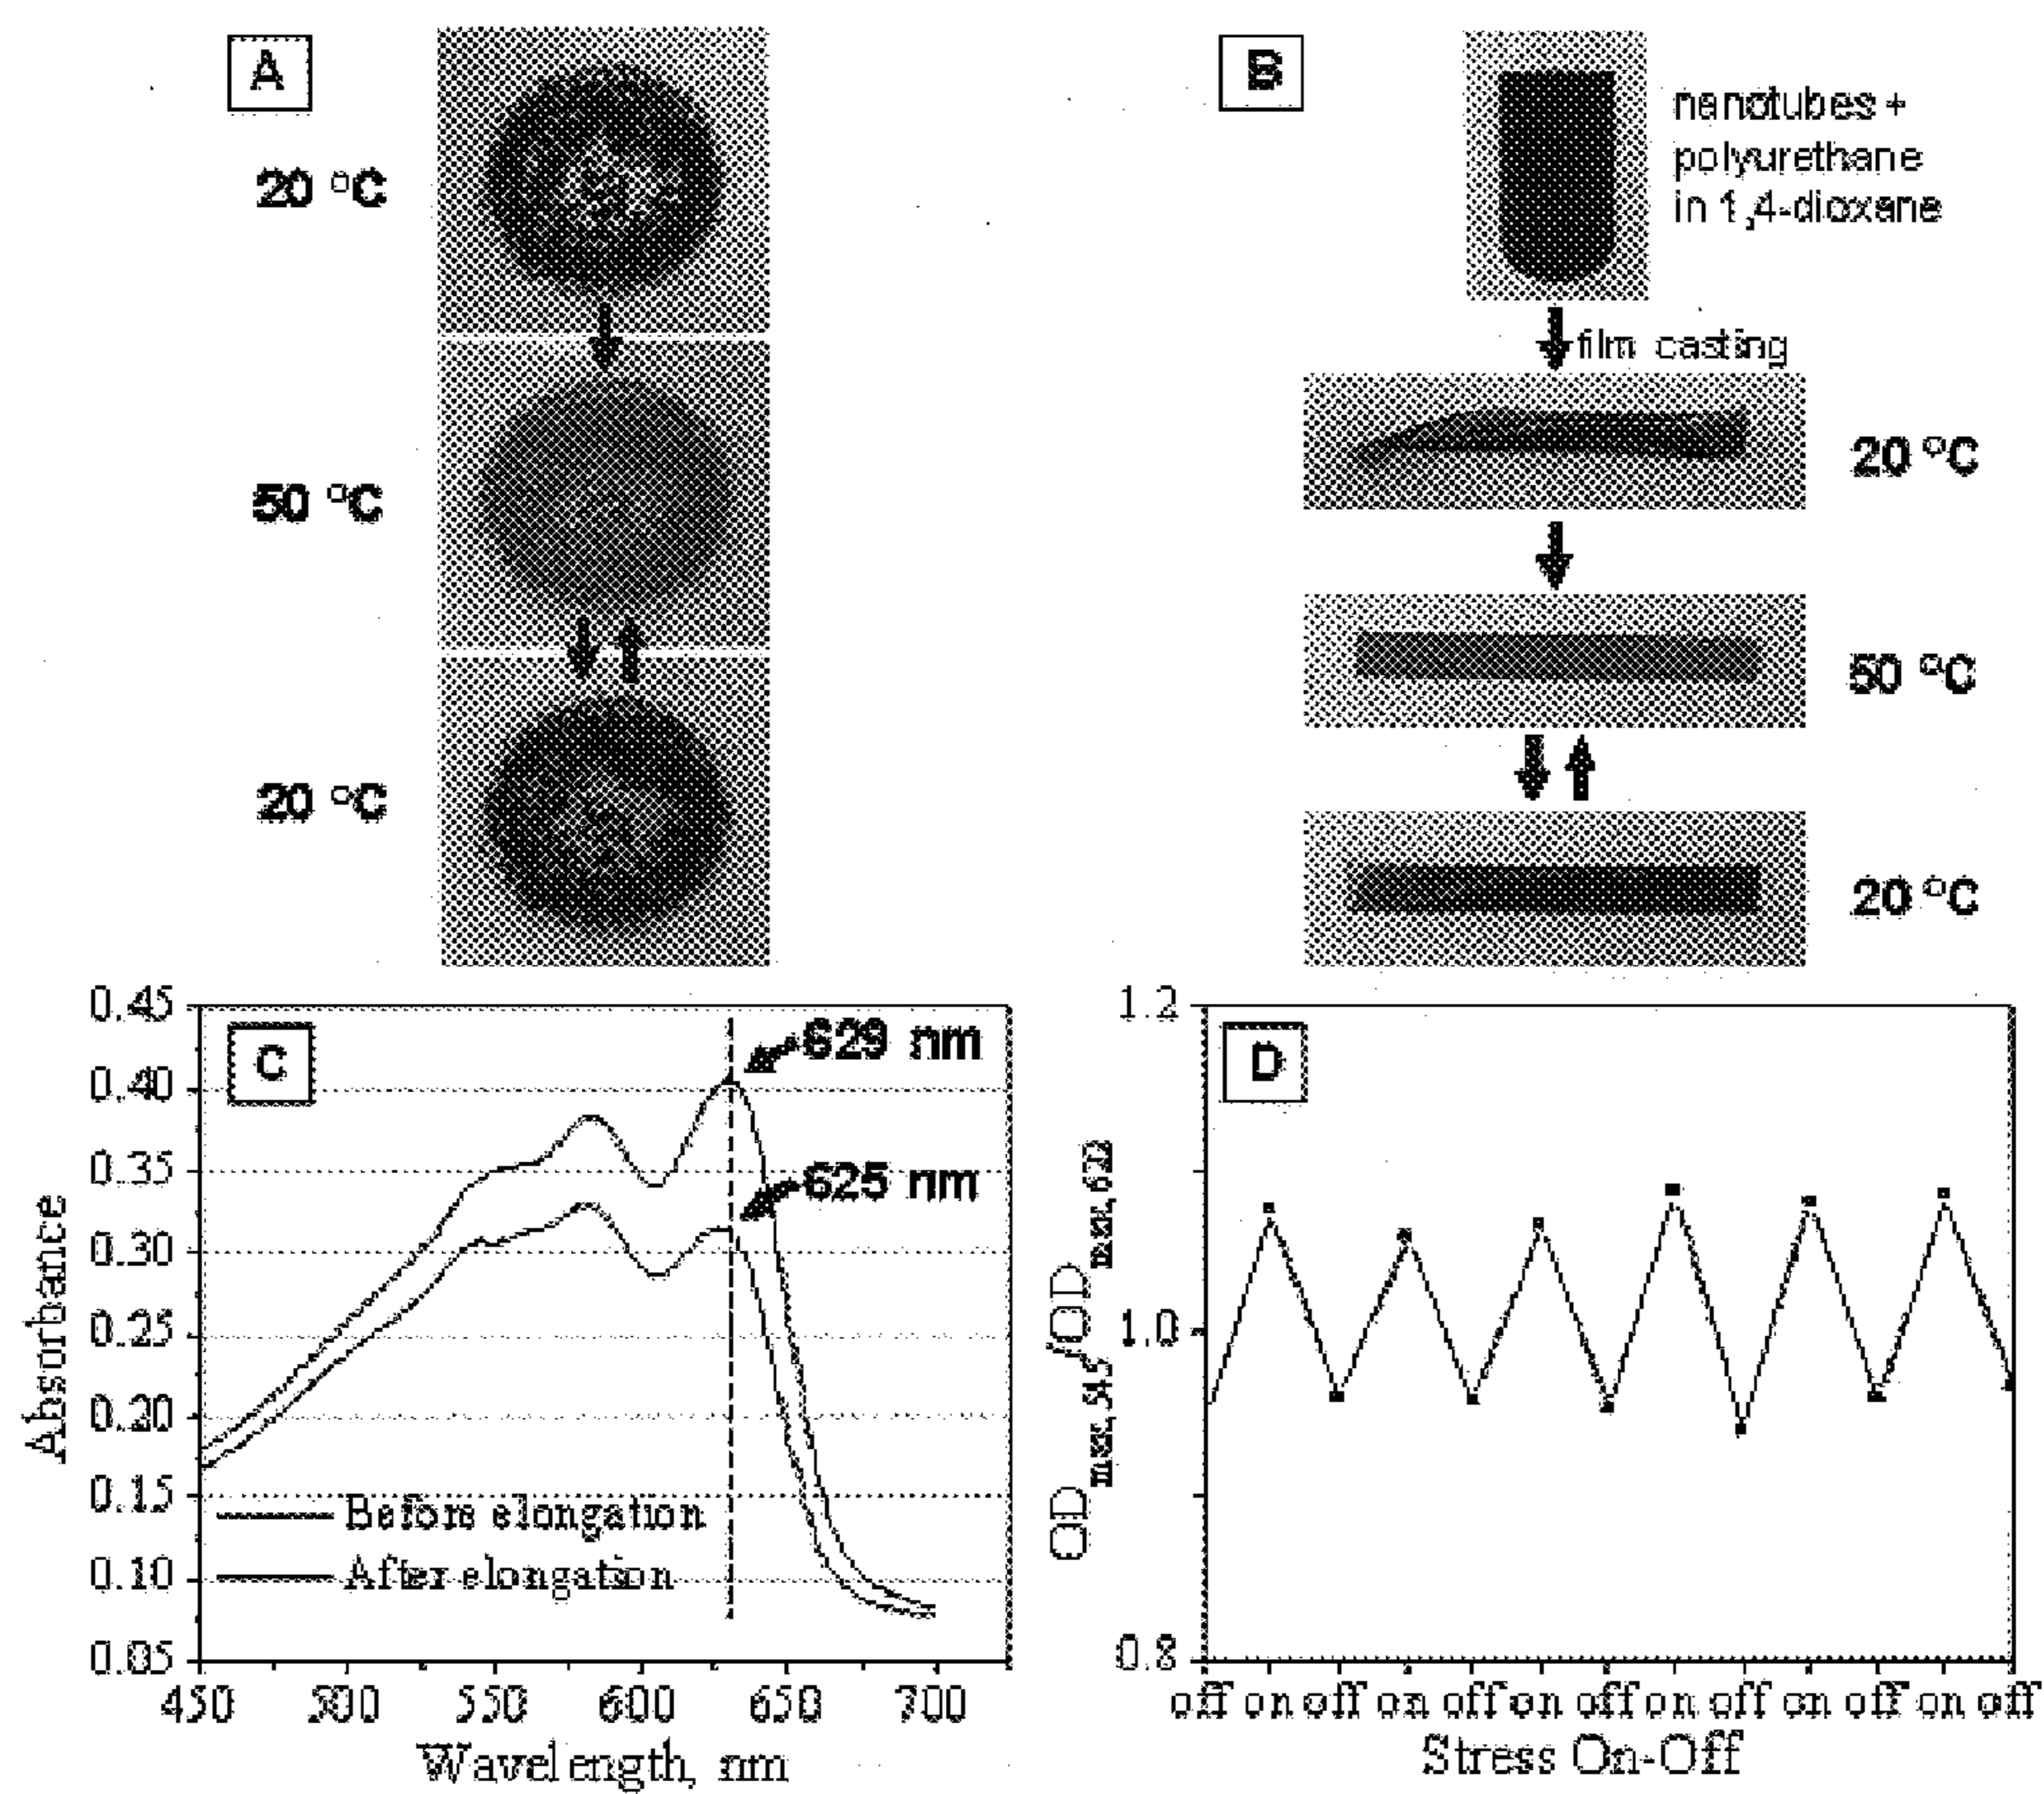 A
20 °C
50 °C
20 °C
B
nanotubes +
polyurethane
in 1,4-dioxane
film casting
20 °C
50 °C
20 °C
C
0.45
0.40
0.35
0.30
0.25
0.20
0.15
0.10
0.05
Absorbance
629 nm
625 nm
Before elongation
After elongation
450 500 550 600 650 700
Wavelength, nm
D
1.2
1.0
0.8
off on off on off on off on off on off on off
Stress On-Off